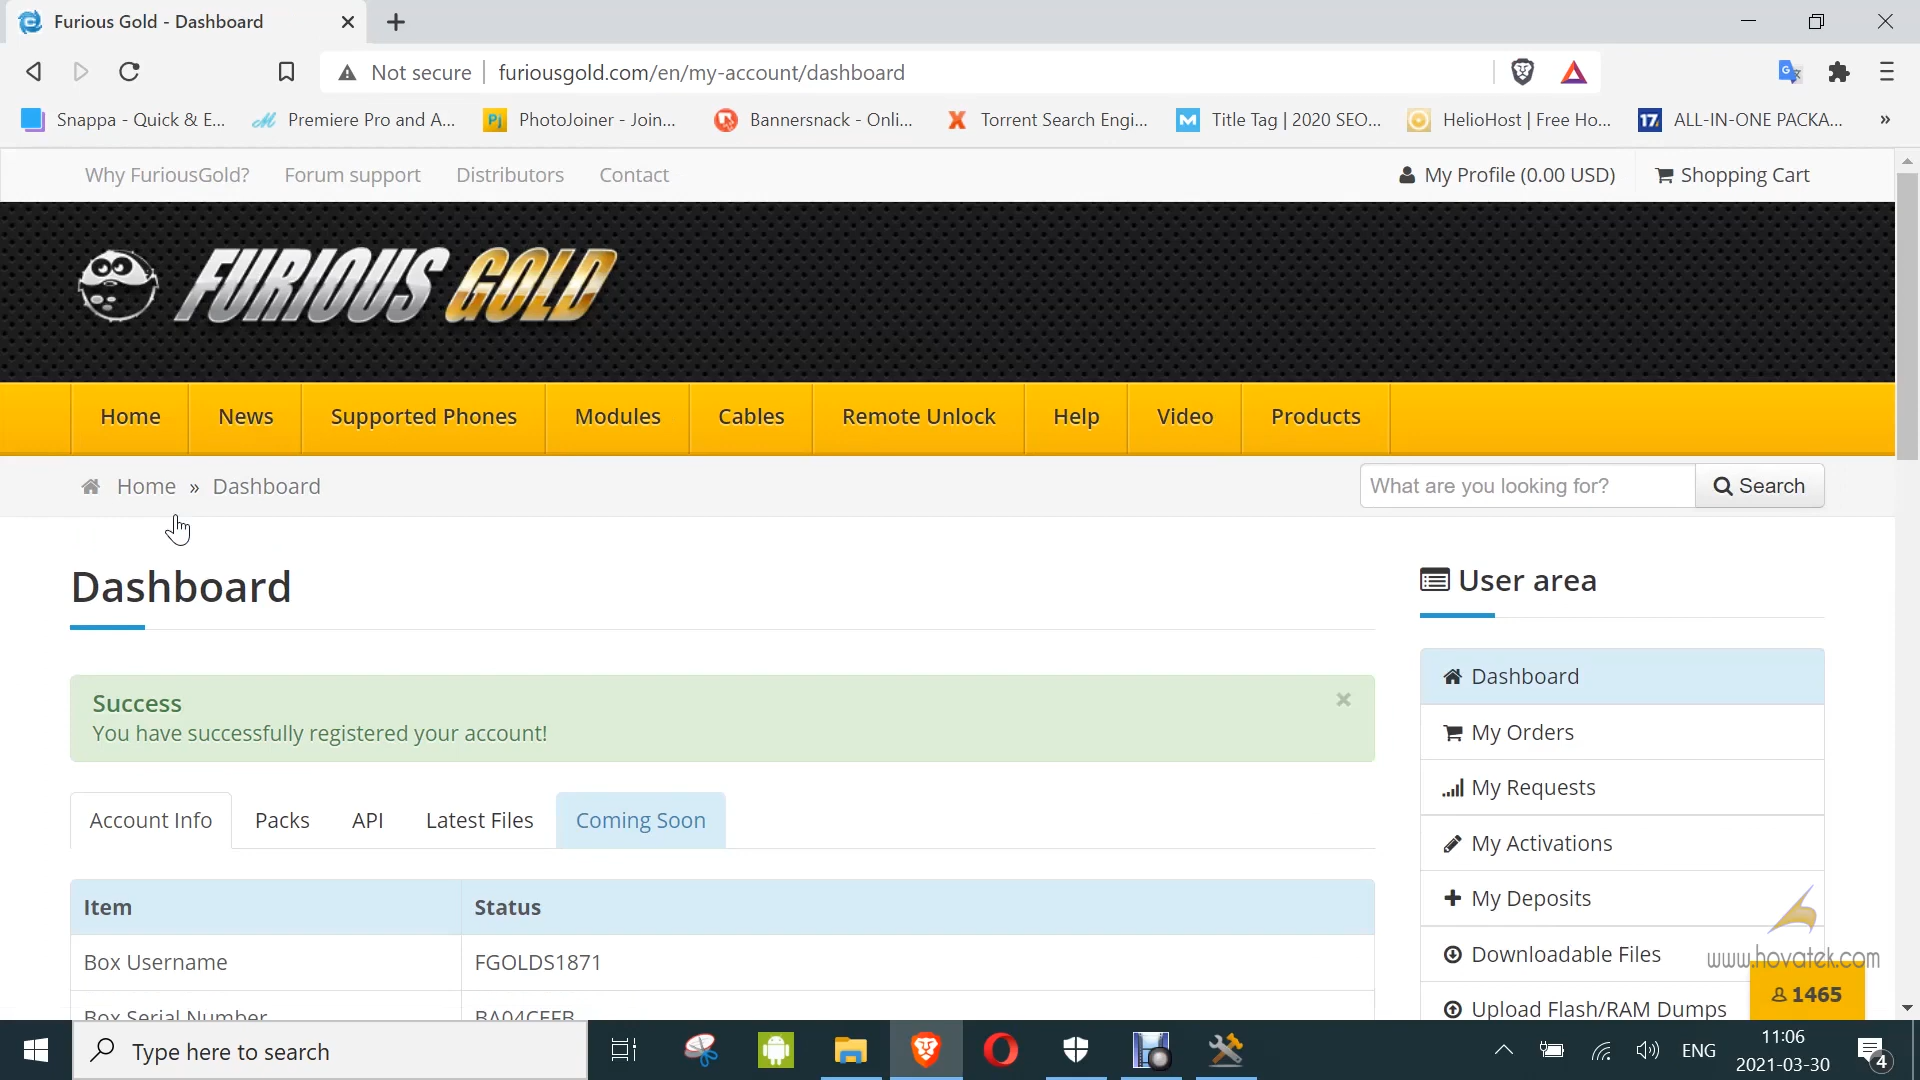 Furious Gold - Dashboard
Not secure furiousgold.com/en/my-account/dashboard
Snappa - Quick & E... Premiere Pro and A... PhotoJoiner - Join... Bannersnack - Onli... Torrent Search Engi... Title Tag | 2020 SEO... HelioHost | Free Ho... ALL-IN-ONE PACKA... »
Why FuriousGold? Forum support Distributors Contact My Profile (0.00 USD) Shopping Cart
FURIOUS GOLD
Home News Supported Phones Modules Cables Remote Unlock Help Video Products
Home » Dashboard What are you looking for? Search
Dashboard
User area
Success
You have successfully registered your account!
Account Info Packs API Latest Files Coming Soon
Item Status
Box Username FGOLDS1871
Box Serial Number BA04CEFB
Dashboard
My Orders
My Requests
My Activations
My Deposits
Downloadable Files
Upload Flash/RAM Dumps
www.hovatek.com
1465
Type here to search
ENG
11:06
2021-03-30
4